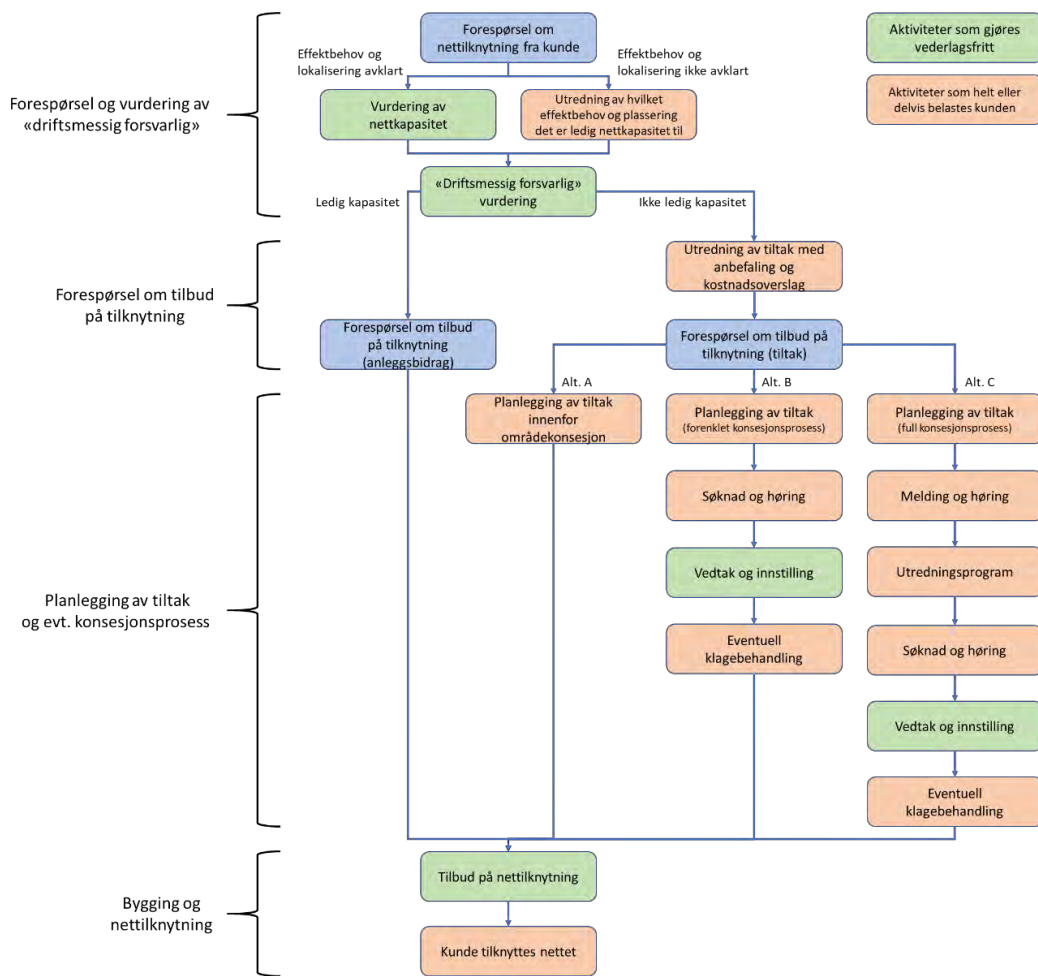 Forespørsel om
nettilknytning fra kunde
Aktiviteter som gjøres
vederlagsfritt
Aktiviteter som helt eller
delvis belastes kunden
Effektbehov og
lokalisering avklart
Effektbehov og
lokalisering ikke avklart
Forespørsel og vurdering av
«driftsmessig forsvarlig»
Vurdering av
nettkapasitet
Utredning av hvilket
effektbehov og plassering
det er ledig nettkapasitet til
«Driftsmessig forsvarlig»
vurdering
Ledig kapasitet
Ikke ledig kapasitet
Forespørsel om tilbud
på tilknytning
Utredning av tiltak med
anbefaling og
kostnadsoverslag
Forespørsel om tilbud
på tilknytning
(anleggsbidrag)
Forespørsel om tilbud på
tilknytning (tiltak)
Alt. A
Alt. B
Alt. C
Planlegging av tiltak
og evt. konsesjonsprosess
Planlegging av tiltak
innenfor
områdekonsesjon
Planlegging av tiltak
(forenklet konsesjonsprosess)
Planlegging av tiltak
(full konsesjonsprosess)
Søknad og høring
Melding og høring
Vedtak og innstilling
Utredningsprogram
Eventuell
klagebehandling
Søknad og høring
Vedtak og innstilling
Eventuell
klagebehandling
Bygging og
nettilknytning
Tilbud på nettilknytning
Kunde tilknyttes nettet